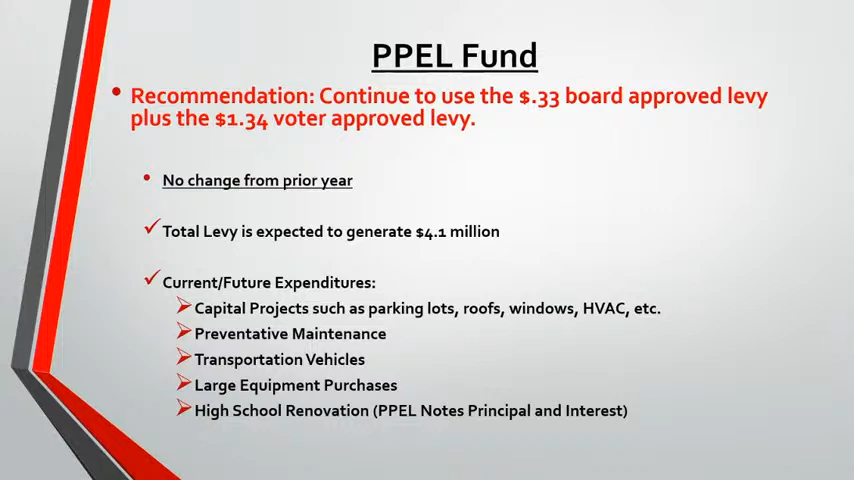 PPEL Fund
• Recommendation: Continue to use the $.33 board approved levy
plus the $1.34 voter approved levy.
• No change from prior year
✓ Total Levy is expected to generate $4.1 million
✓ Current/Future Expenditures:
➢ Capital Projects such as parking lots, roofs, windows, HVAC, etc.
➢ Preventative Maintenance
➢ Transportation Vehicles
➢ Large Equipment Purchases
➢ High School Renovation (PPEL Notes Principal and Interest)